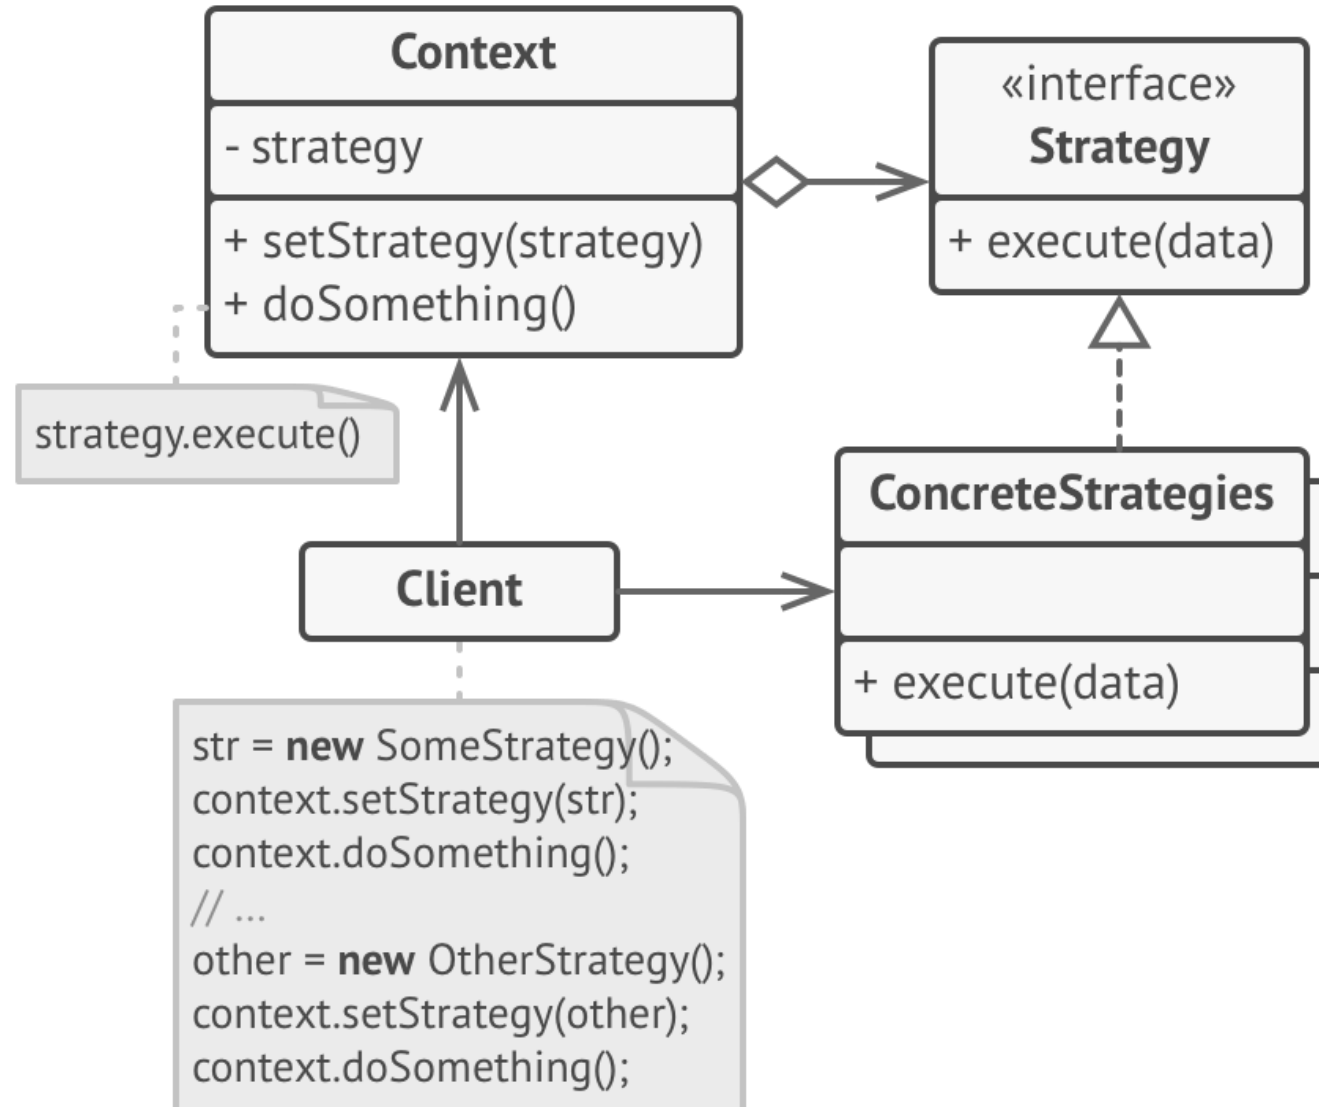 Context
- strategy
+ setStrategy(strategy)
+ doSomething()
«interface»
Strategy
+ execute(data)
strategy.execute()
Client
ConcreteStrategies
+ execute(data)
str = new SomeStrategy();
context.setStrategy(str);
context.doSomething();
// ...
other = new OtherStrategy();
context.setStrategy(other);
context.doSomething();